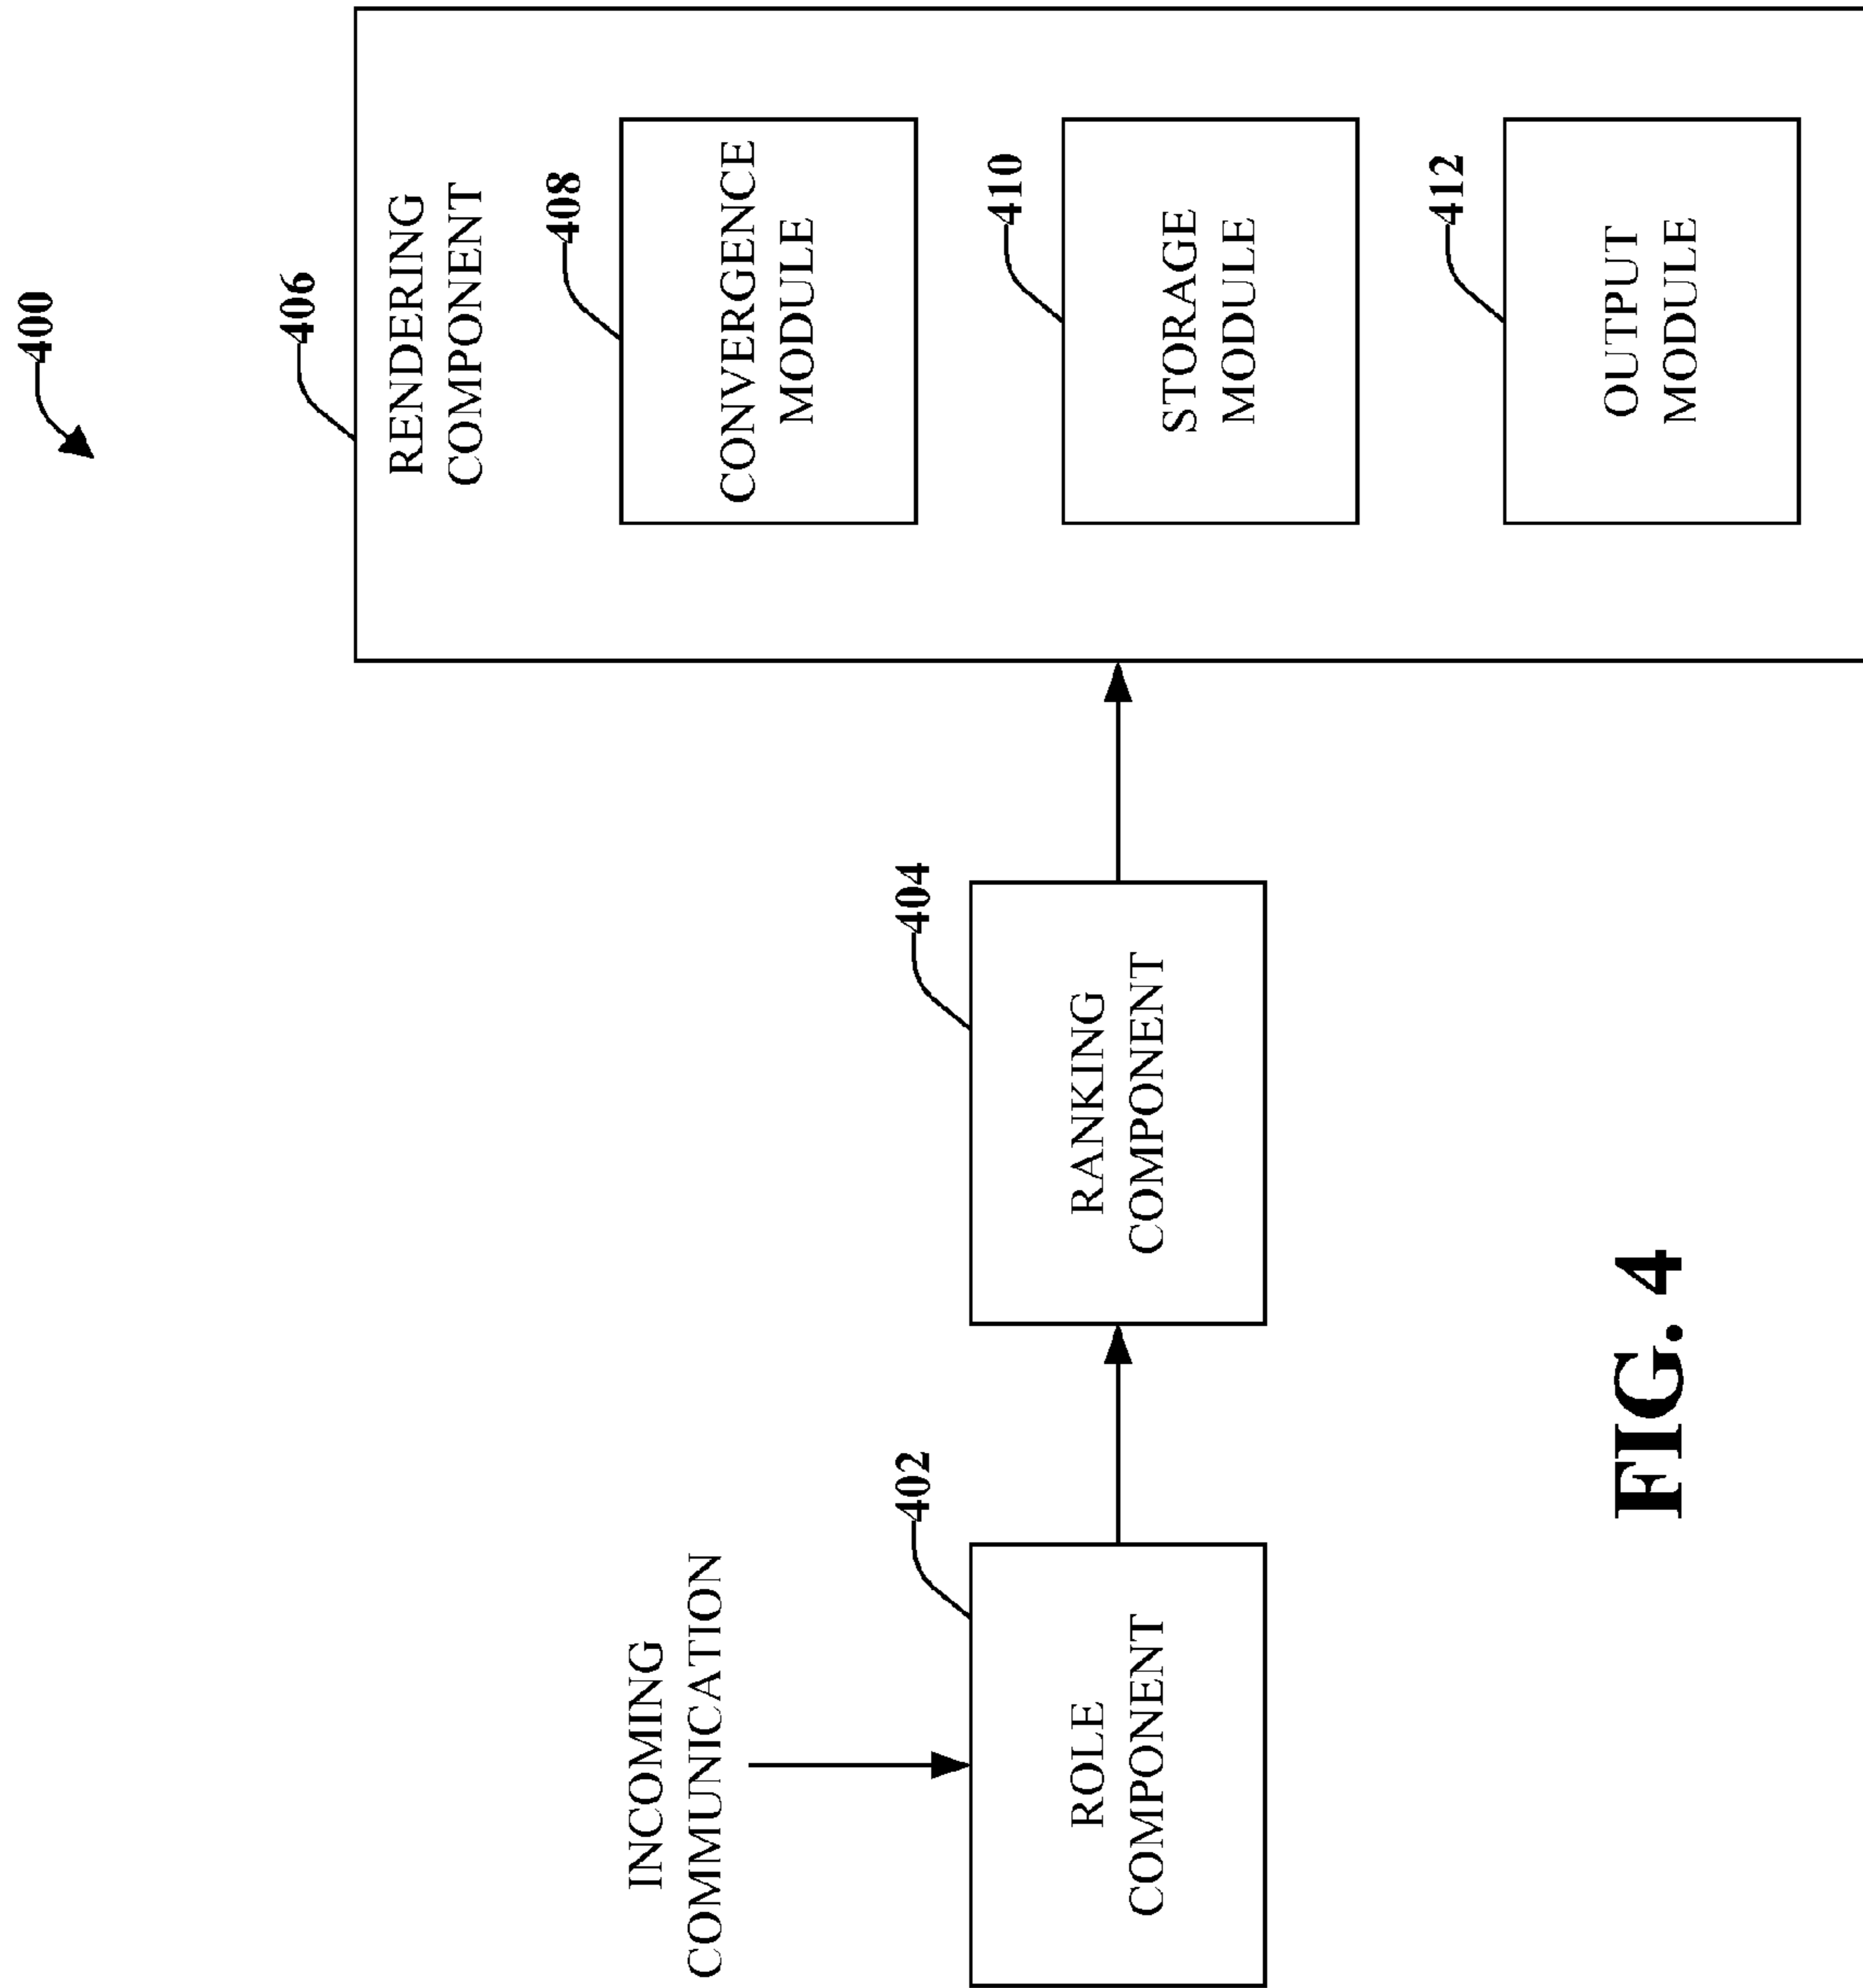 400
INCOMING
COMMUNICATION
402
ROLE
COMPONENT
404
RANKING
COMPONENT
406
RENDERING
COMPONENT
408
CONVERGENCE
MODULE
410
STORAGE
MODULE
412
OUTPUT
MODULE
FIG. 4